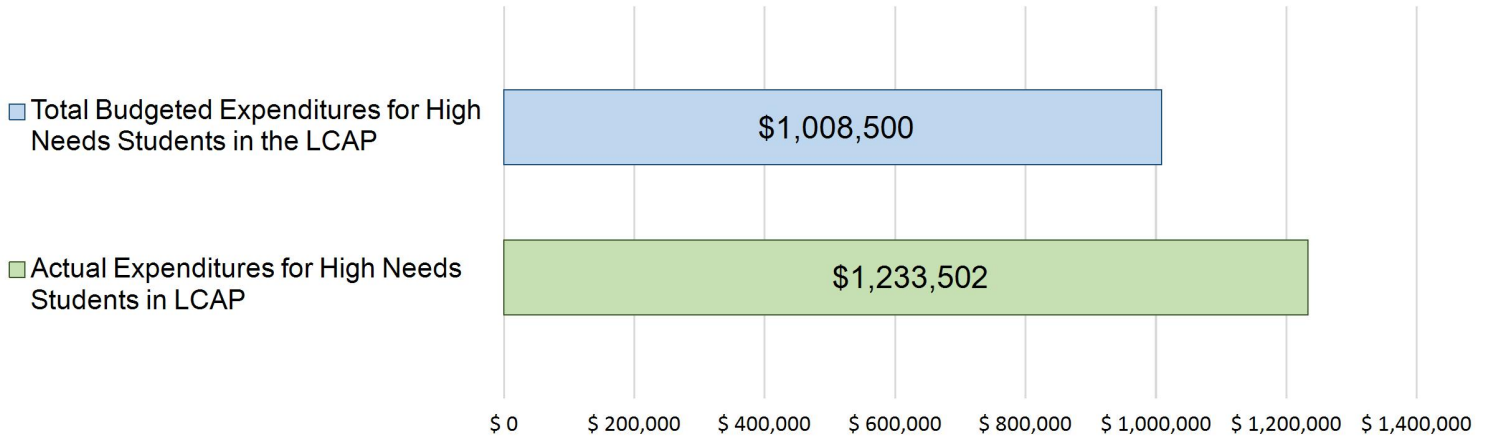 Total Budgeted Expenditures for High
Needs Students in the LCAP
$1,008,500
Actual Expenditures for High Needs
Students in LCAP
$1,233,502
$ 0 $ 200,000 $ 400,000 $ 600,000 $ 800,000 $ 1,000,000 $ 1,200,000 $ 1,400,000